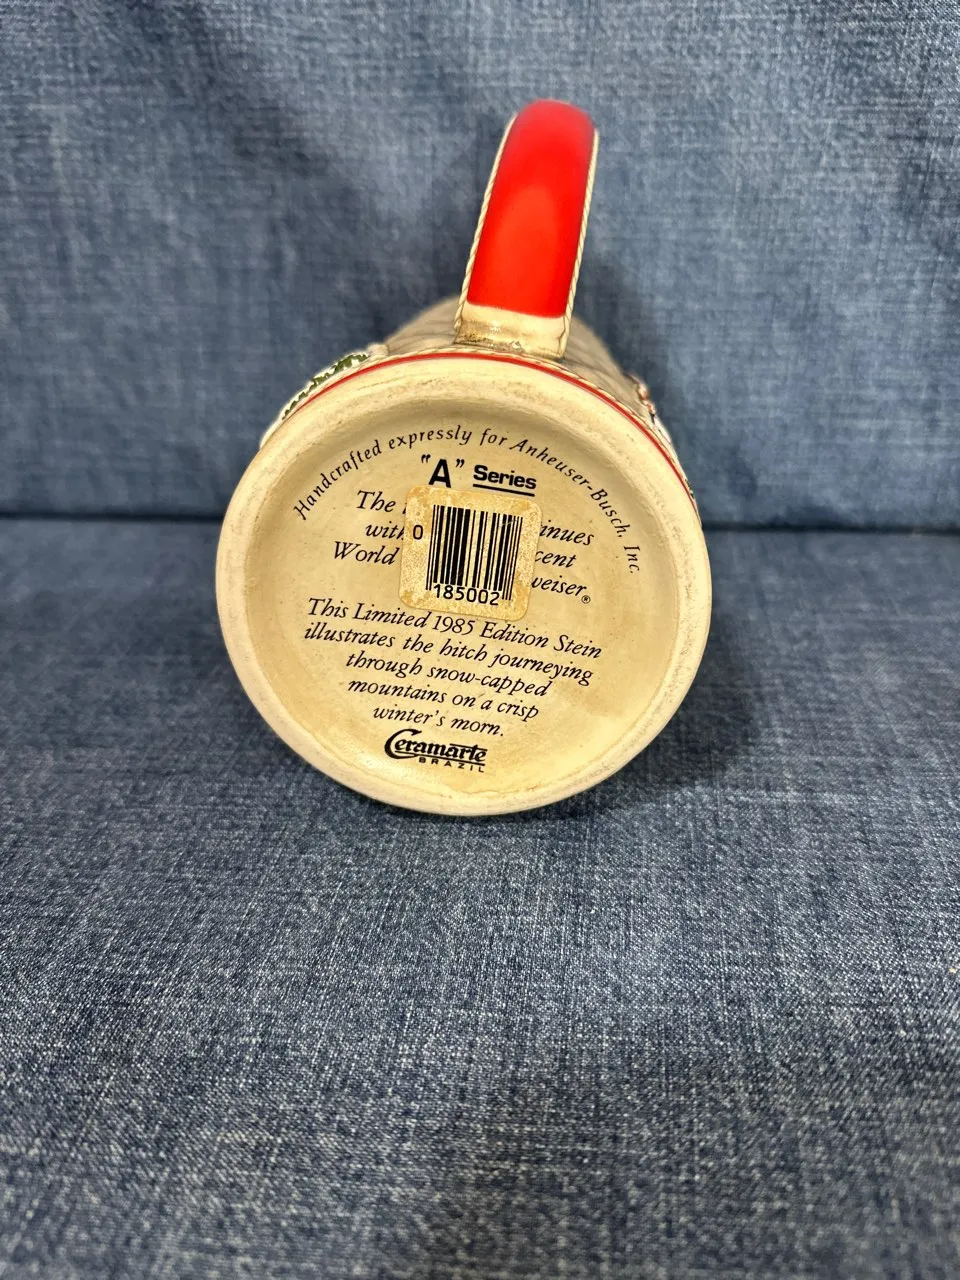 Handcrafted expressly for Anheuser-Busch, Inc.
"A" Series
The inues
with cent
World weiser®
0
185002
This Limited 1985 Edition Stein
illustrates the hitch journeying
through snow-capped
mountains on a crisp
winter's morn.
Ceramarte
BRAZIL